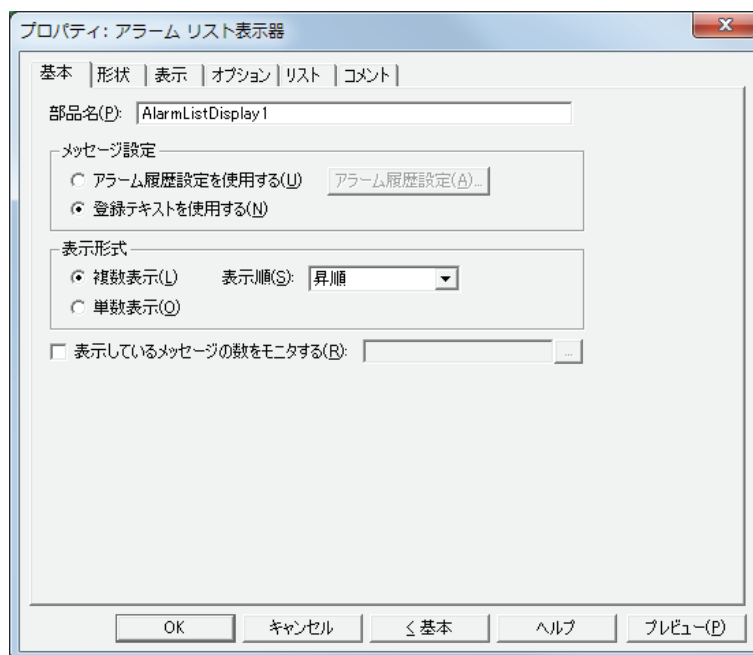 プロパティ: アラーム リスト表示器
基本 形状 表示 オプション リスト コメント
部品名(P): AlarmListDisplay1
メッセージ設定
アラーム履歴設定を使用する(U) アラーム履歴設定(A)...
登録テキストを使用する(N)
表示形式
複数表示(L) 表示順(S): 昇順
単数表示(O)
表示しているメッセージの数をモニタする(R): ...
OK キャンセル < 基本 ヘルプ プレビュー(P)